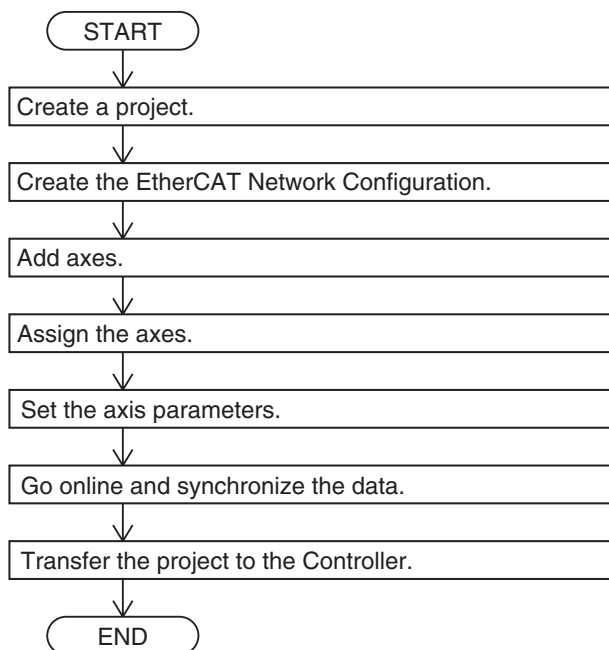 START
Create a project.
Create the EtherCAT Network Configuration.
Add axes.
Assign the axes.
Set the axis parameters.
Go online and synchronize the data.
Transfer the project to the Controller.
END